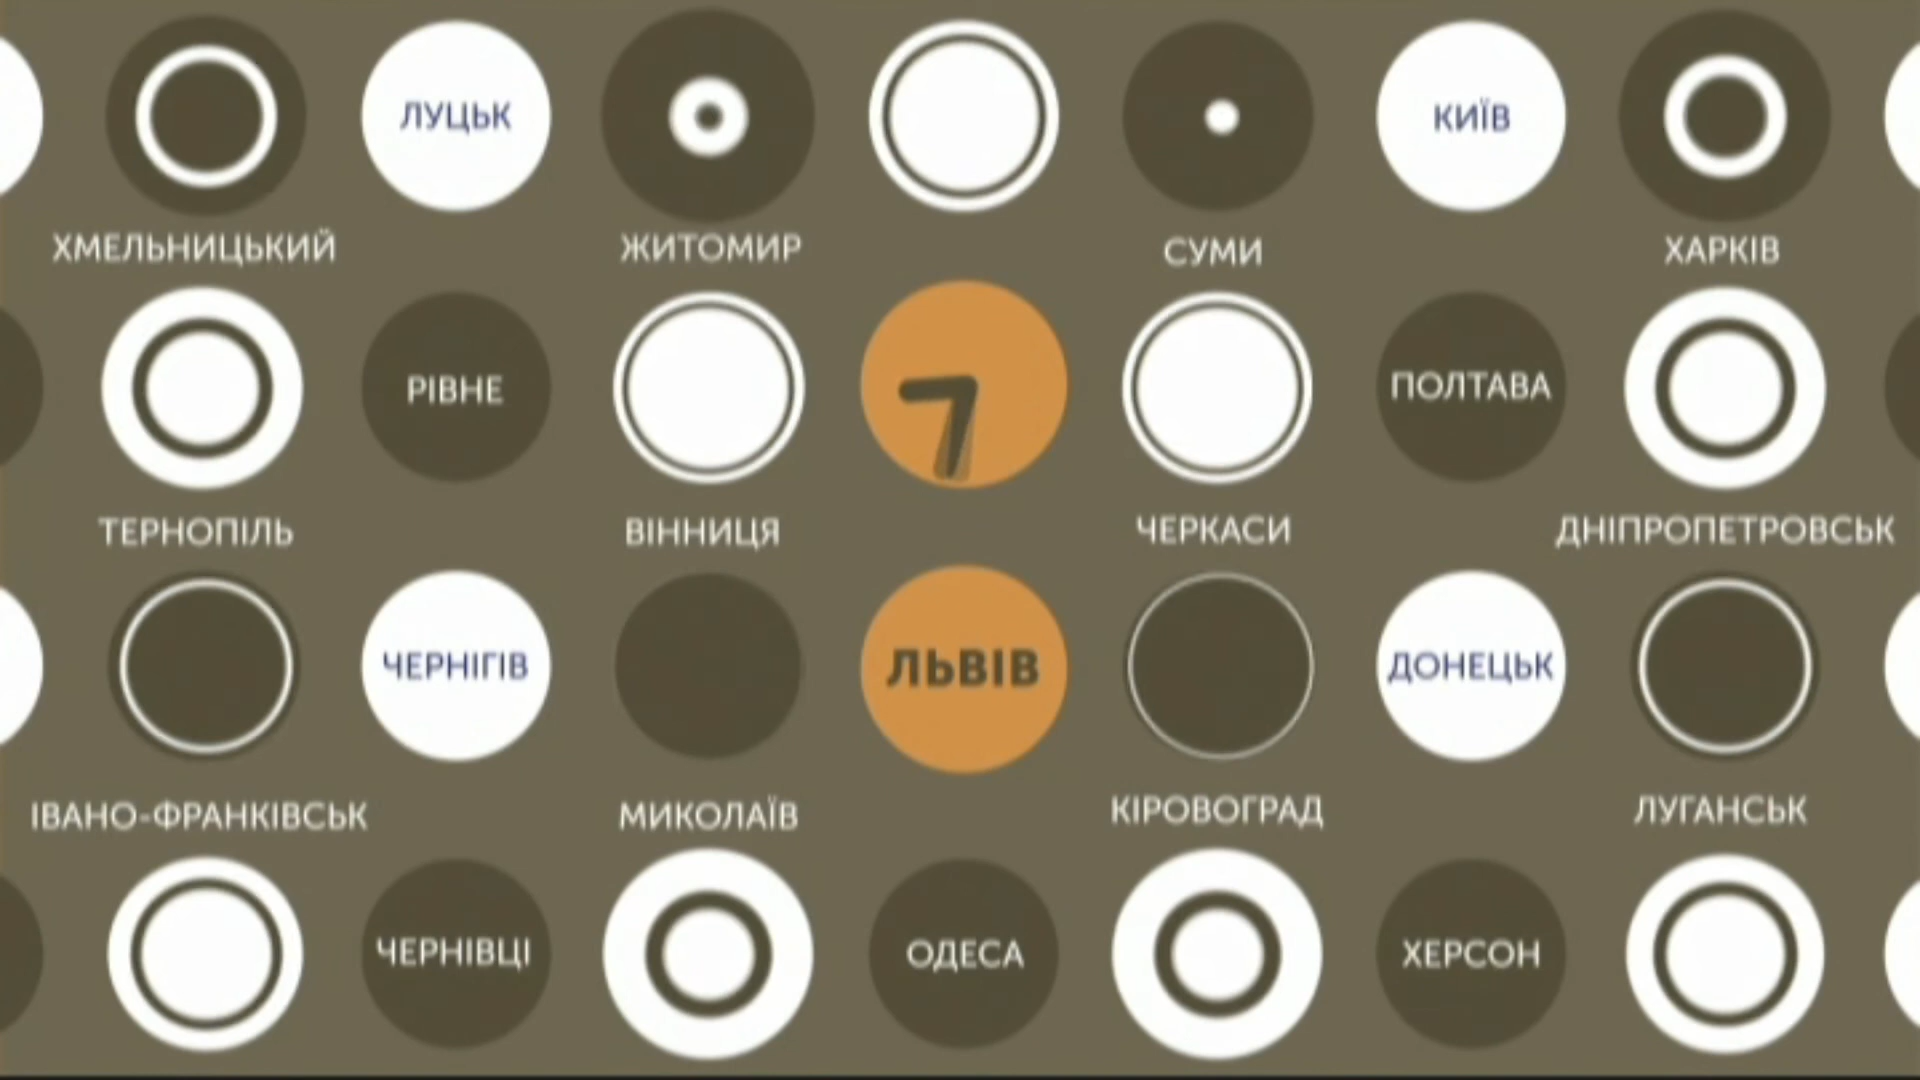 ЛУЦЬК
КИЇВ
ХМЕЛЬНИЦЬКИЙ
ЖИТОМИР
СУМИ
ХАРКІВ
РІВНЕ
7
ПОЛТАВА
ТЕРНОПІЛЬ
ВІННИЦЯ
ЧЕРКАСИ
ДНІПРОПЕТРОВСЬК
ЧЕРНІГІВ
ЛЬВІВ
ДОНЕЦЬК
ІВАНО-ФРАНКІВСЬК
МИКОЛАЇВ
КІРОВОГРАД
ЛУГАНСЬК
ЧЕРНІВЦІ
ОДЕСА
ХЕРСОН